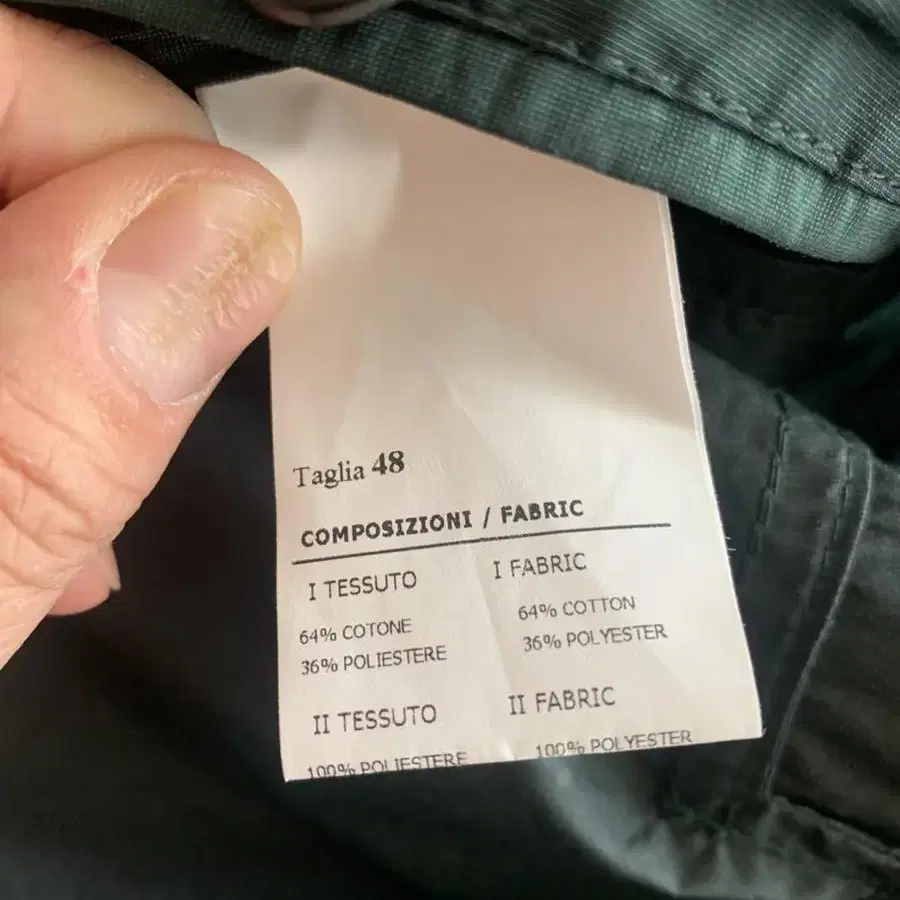 Taglia 48
COMPOSIZIONI / FABRIC
I TESSUTO
64% COTONE
36% POLIESTERE
I FABRIC
64% COTTON
36% POLYESTER
II TESSUTO
100% POLIESTERE
II FABRIC
100% POLYESTER